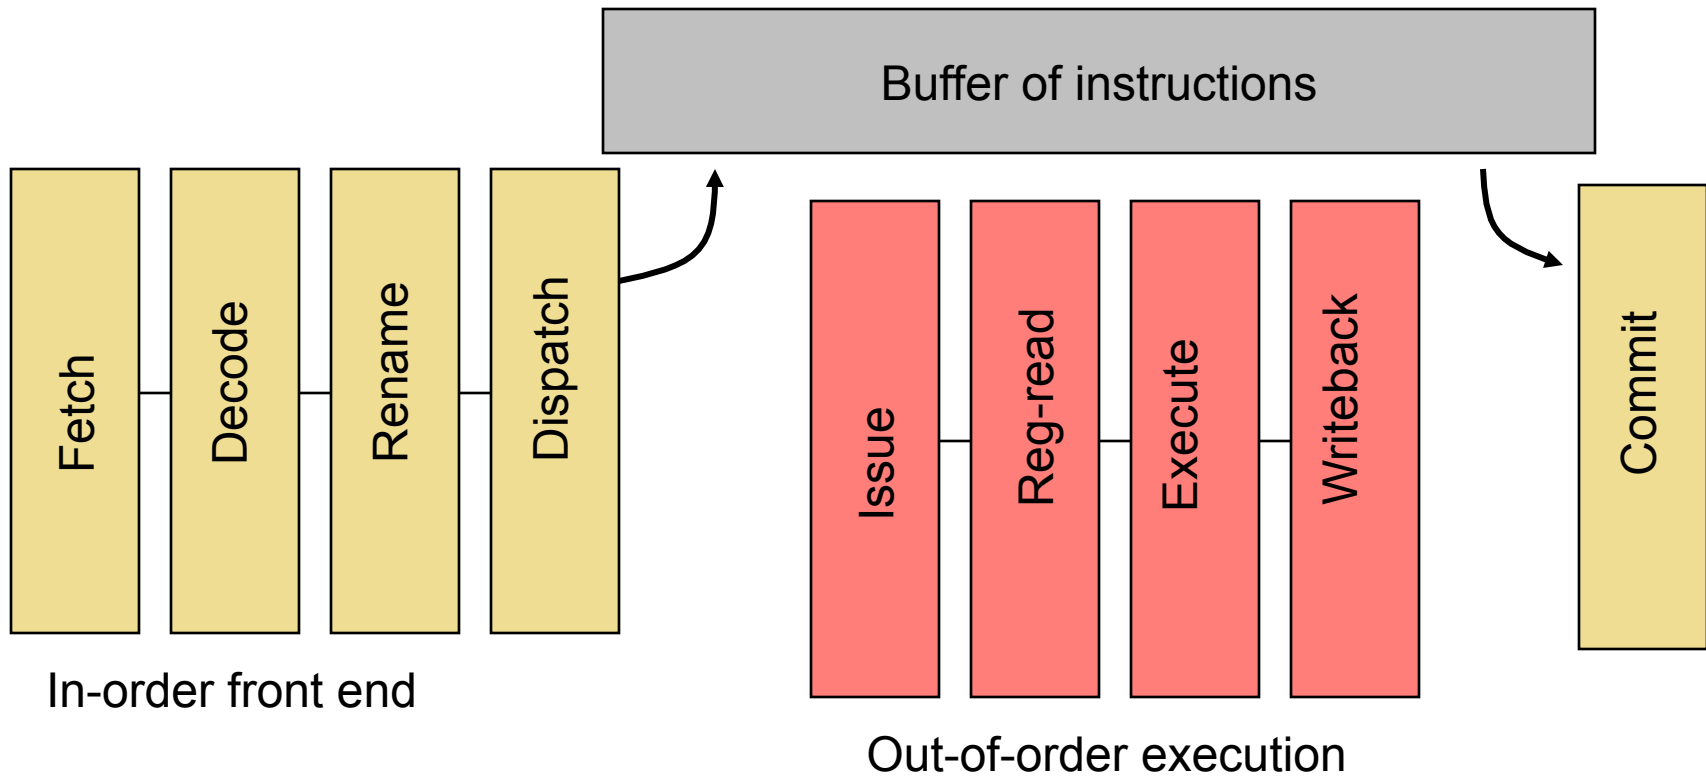 Buffer of instructions
Fetch
Decode
Rename
Dispatch
Issue
Reg-read
Execute
Writeback
Commit
In-order front end
Out-of-order execution